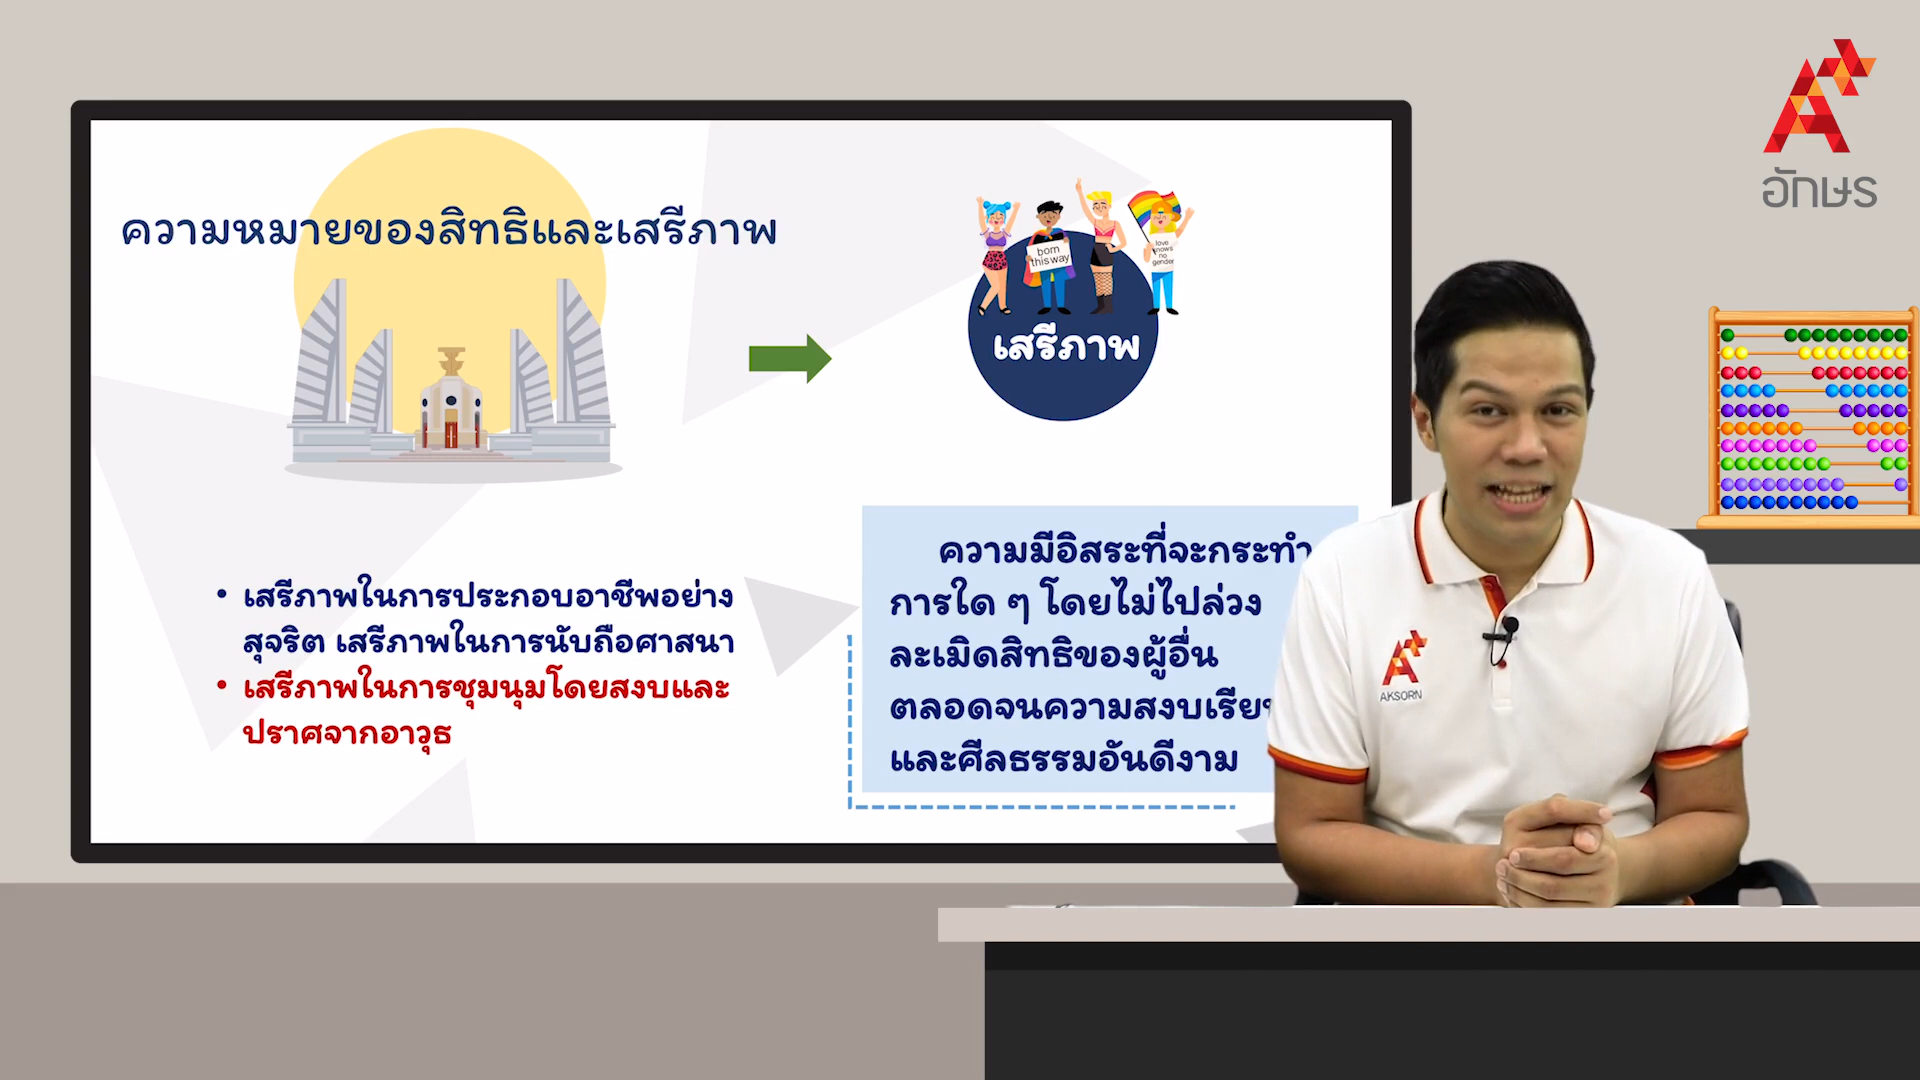 ความหมายของสิทธิและเสรีภาพ
born
this way
love
knows
no
gender
เสรีภาพ
• เสรีภาพในการประกอบอาชีพอย่าง
สุจริต เสรีภาพในการนับถือศาสนา
• เสรีภาพในการชุมนุมโดยสงบและ
ปราศจากอาวุธ
ความมีอิสระที่จะกระทำ
การใด ๆ โดยไม่ไปล่วง
ละเมิดสิทธิของผู้อื่น
ตลอดจนความสงบ
และศีลธรรมอันดีงาม
อักษร
AKSORN